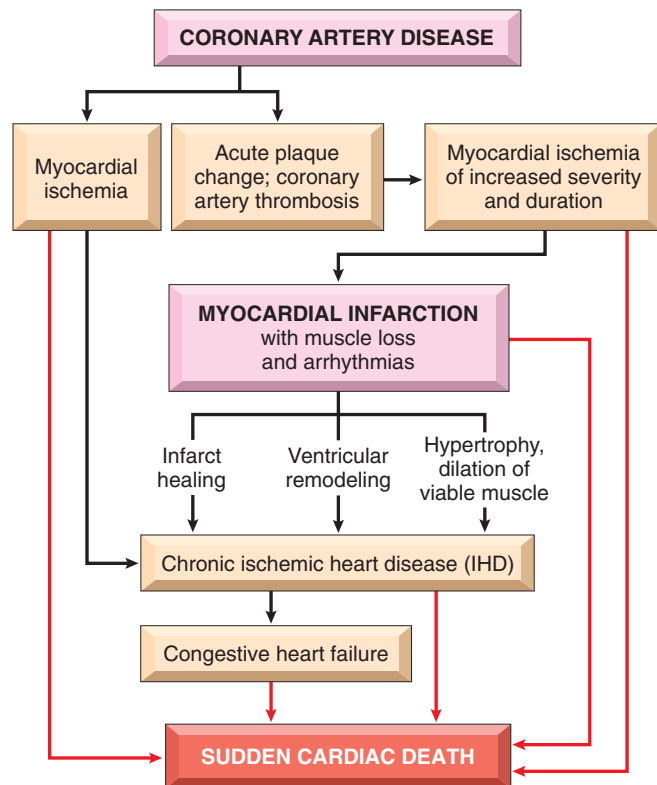 CORONARY ARTERY DISEASE
Myocardial
ischemia
Acute plaque
change; coronary
artery thrombosis
Myocardial ischemia
of increased severity
and duration
MYOCARDIAL INFARCTION
with muscle loss
and arrhythmias
Infarct
healing
Ventricular
remodeling
Hypertrophy,
dilation of
viable muscle
Chronic ischemic heart disease (IHD)
Congestive heart failure
SUDDEN CARDIAC DEATH